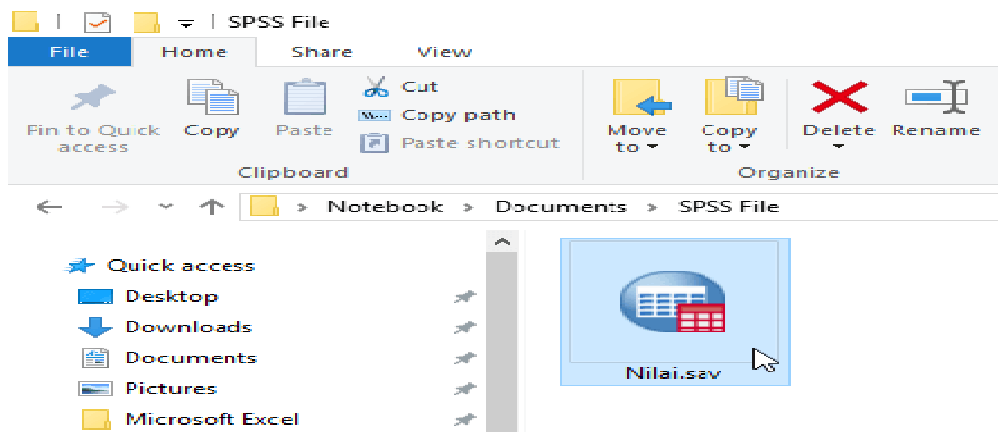 SPSS File
File Home Share View
Pin to Quick access
Copy
Paste
Cut
Copy path
Paste shortcut
Move to
Copy to
Delete
Rename
Clipboard
Organize
Notebook > Documents > SPSS File
Quick access
Desktop
Downloads
Documents
Pictures
Microsoft Excel
Nilai.sav